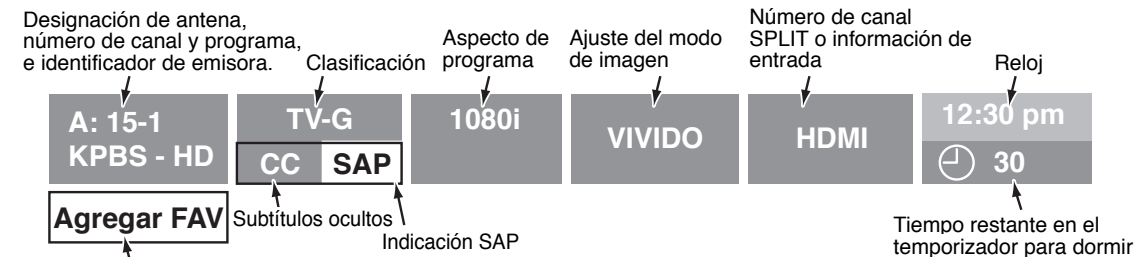 Designación de antena,
número de canal y programa,
e identificador de emisora.
Clasificación
Aspecto de
programa
Ajuste del modo
de imagen
Número de canal
SPLIT o información de
entrada
Reloj
A: 15-1
KPBS - HD
TV-G
CC SAP
1080i
VIVIDO
HDMI
12:30 pm
30
Agregar FAV
Subtítulos ocultos
Indicación SAP
Tiempo restante en el
temporizador para dormir